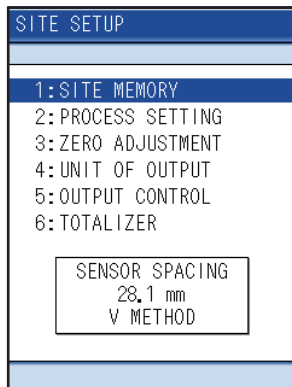 SITE SETUP
1:SITE MEMORY
2:PROCESS SETTING
3:ZERO ADJUSTMENT
4:UNIT OF OUTPUT
5:OUTPUT CONTROL
6:TOTALIZER
SENSOR SPACING
28.1 mm
V METHOD